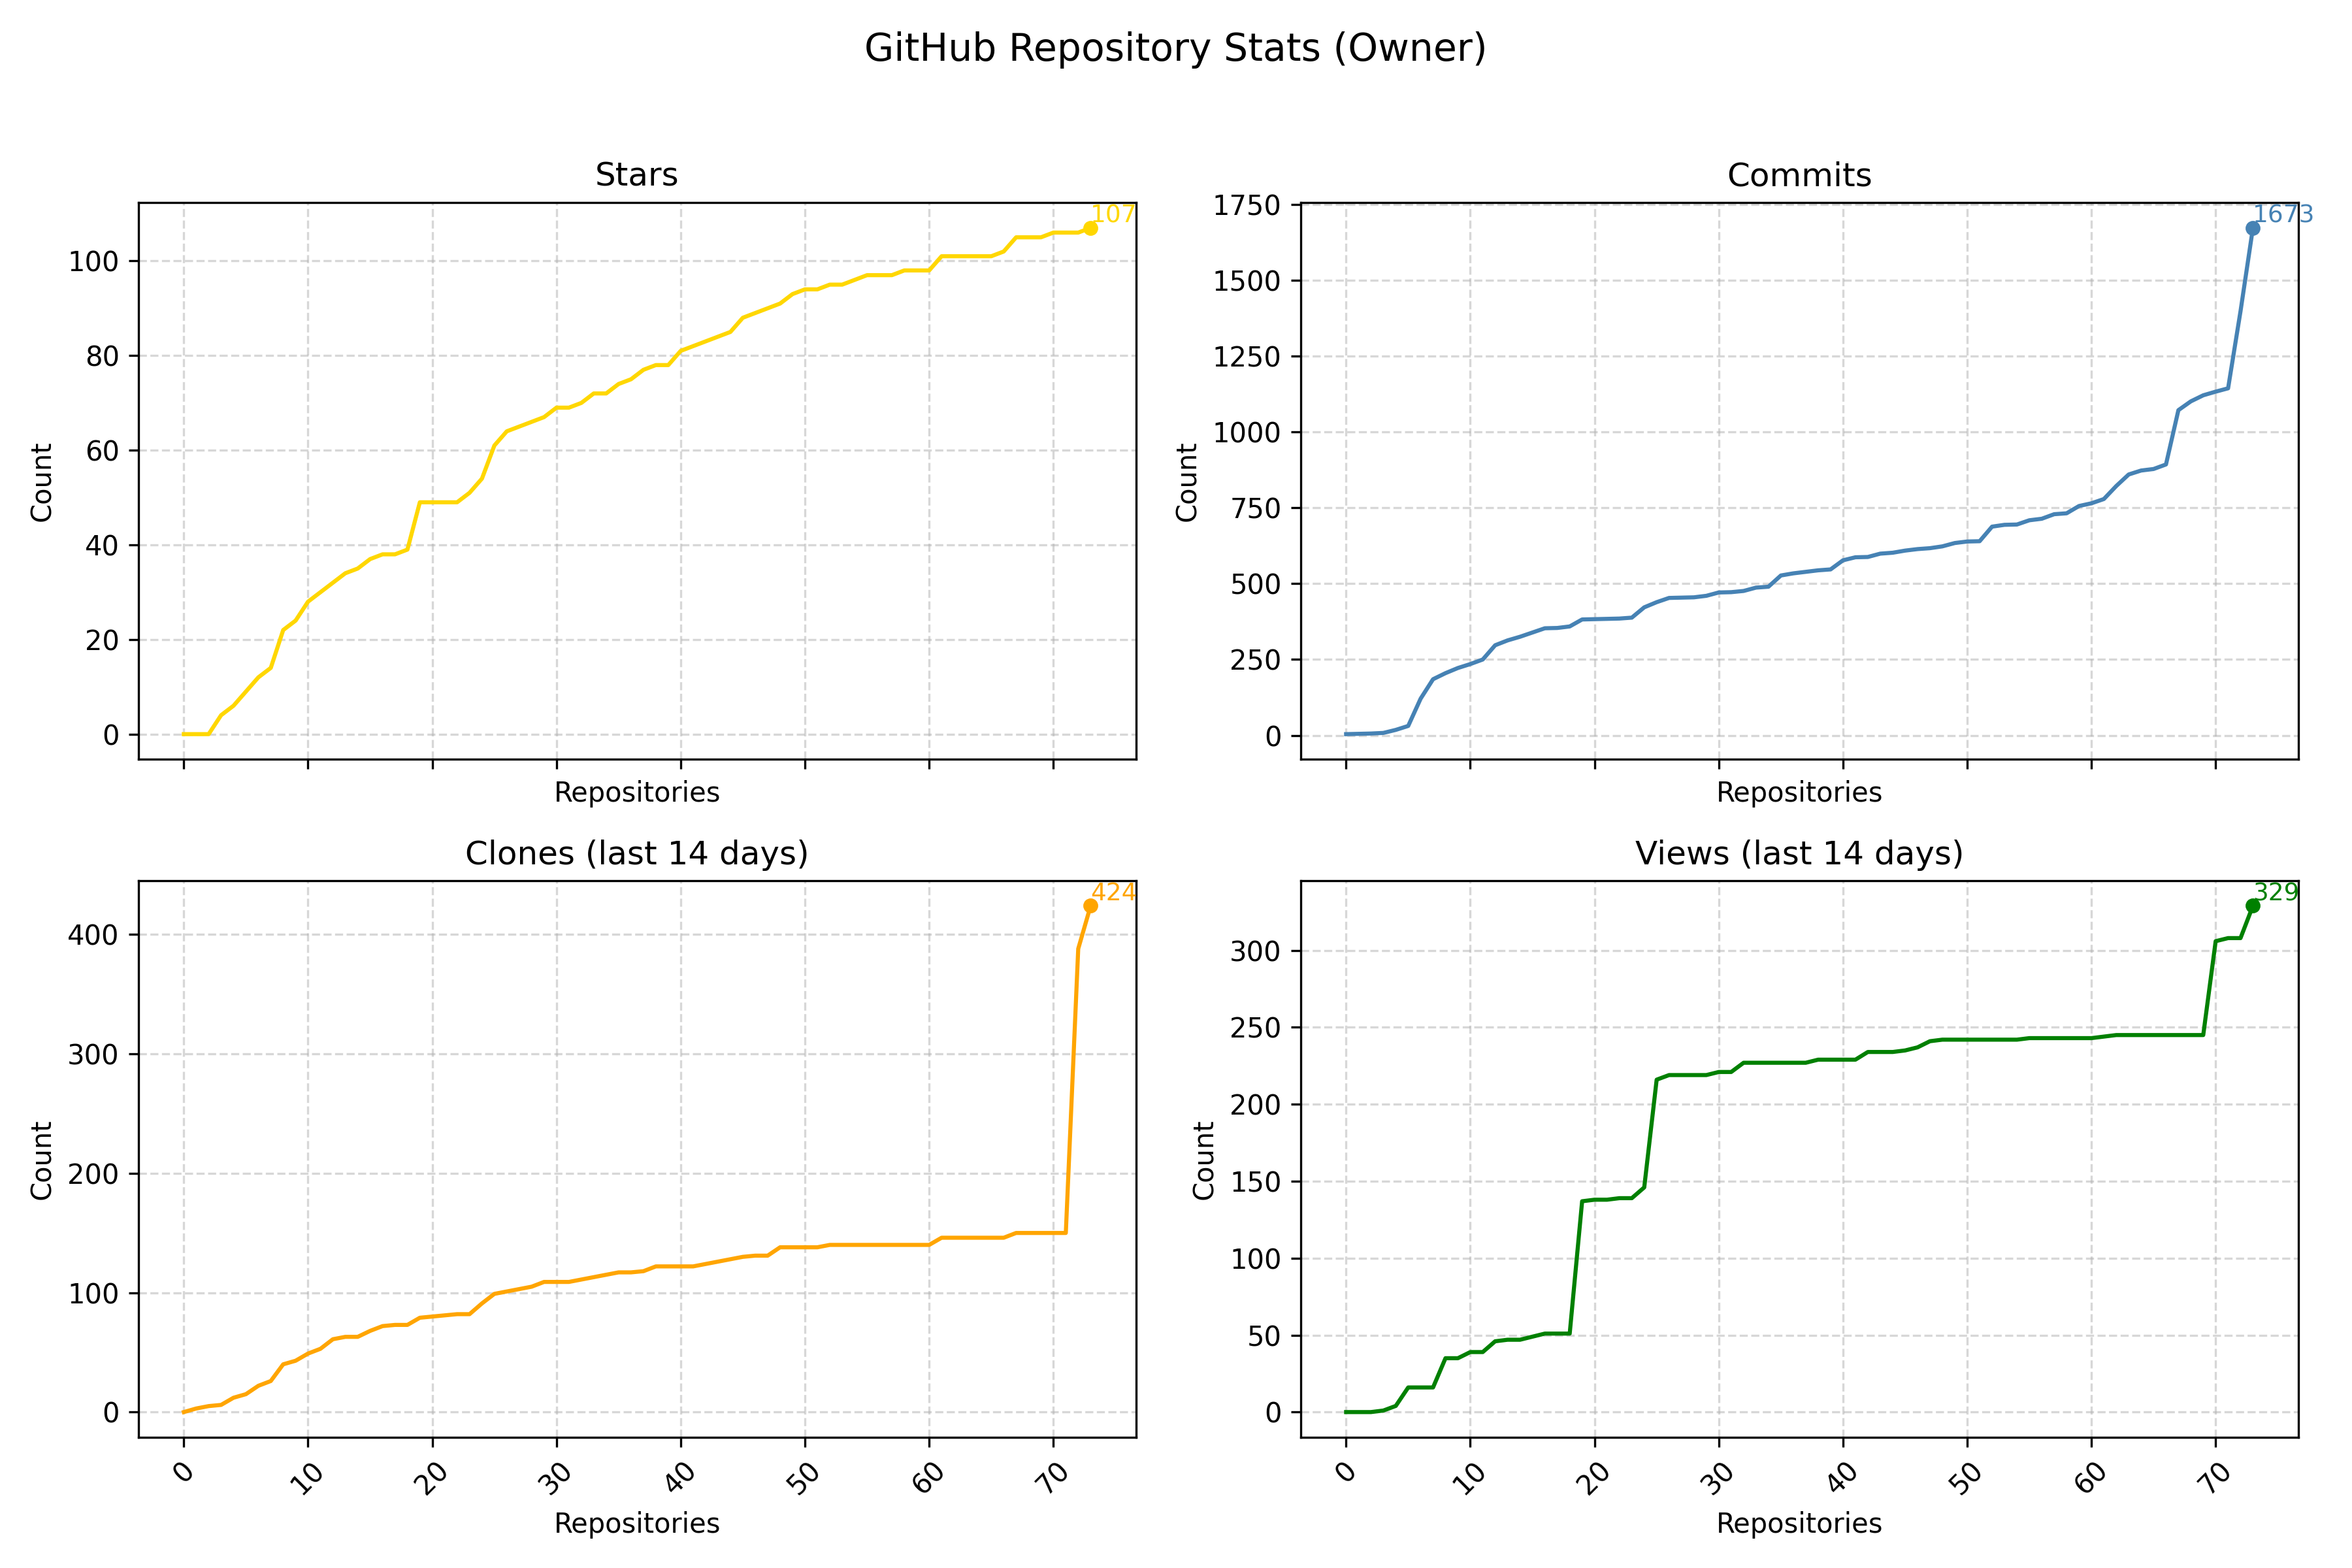 GitHub Repository Stats (Owner)
Stars
107
100
80
60
40
20
0
Count
Repositories
Commits
1673
1750
1500
1250
1000
750
500
250
0
Count
Repositories
Clones (last 14 days)
424
400
300
200
100
0
Count
0 10 20 30 40 50 60 70
Repositories
Views (last 14 days)
329
300
250
200
150
100
50
0
Count
0 10 20 30 40 50 60 70
Repositories